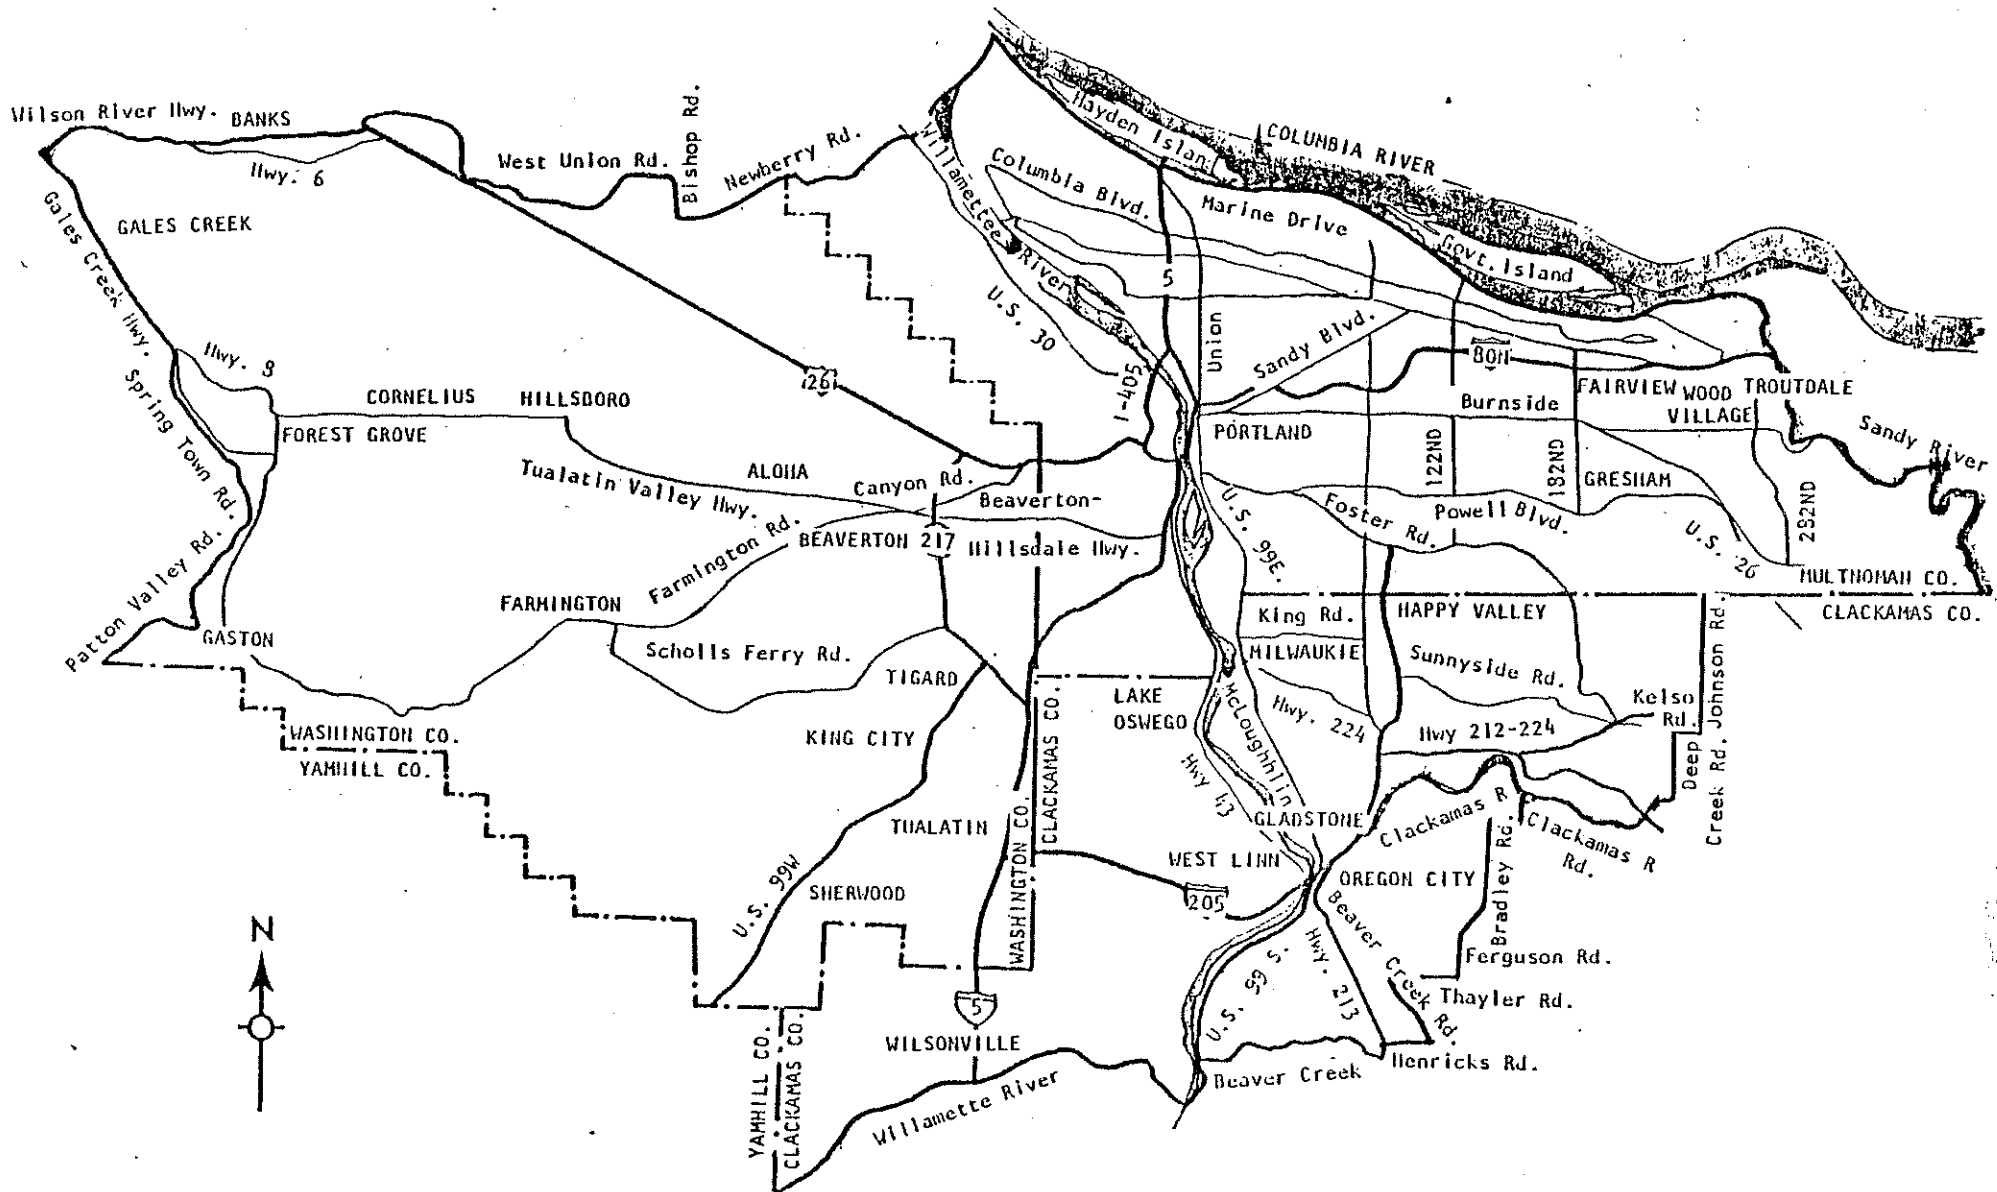 Wilson River Hwy.
BANKS
Hwy. 6
West Union Rd.
Bishop Rd.
Newberry Rd.
Hayden Islan
COLUMBIA RIVER
Columbia Blvd.
Marine Drive
Govt. Island
Willamette
River
U.S. 30
5
GALES CREEK
Gales Creek Hwy.
Hwy. 8
Spring Town Rd.
CORNELIUS
HILLSBORO
FOREST GROVE
26
I-405
Union
Sandy Blvd.
80N
FAIRVIEW
WOOD
VILLAGE
TROUTDALE
Burnside
PORTLAND
Sandy River
122ND
182ND
GRESHAM
282ND
ALOHA
Tualatin Valley Hwy.
Canyon Rd.
Beaverton-
Hillsdale Hwy.
BEAVERTON
217
Farmington Rd.
U.S. 99E.
Foster Rd.
Powell Blvd.
U.S. 26
MULTNOMAH CO.
CLACKAMAS CO.
Patton Valley Rd.
GASTON
FARMINGTON
Scholls Ferry Rd.
TIGARD
King Rd.
HAPPY VALLEY
MILWAUKIE
Sunnyside Rd.
Kelso
Rd.
Deep
Creek Rd.
Johnson Rd.
LAKE
OSWEGO
McLoughhlin
Hwy. 224
Hwy 212-224
Hwy 43
WASHINGTON CO.
YAMHILL CO.
KING CITY
TUALATIN
WASHINGTON CO.
CLACKAMAS CO.
GLADSTONE
Clackamas R
Clackamas R
Rd.
Bradley Rd.
WEST LINN
OREGON CITY
205
U.S. 99W
SHERWOOD
Beaver Creek Rd.
Ferguson Rd.
Thayler Rd.
Hwy. 213
U.S. 99 S.
N
5
WILSONVILLE
Henricks Rd.
Beaver Creek
Willamette River
YAMHILL CO.
CLACKAMAS CO.